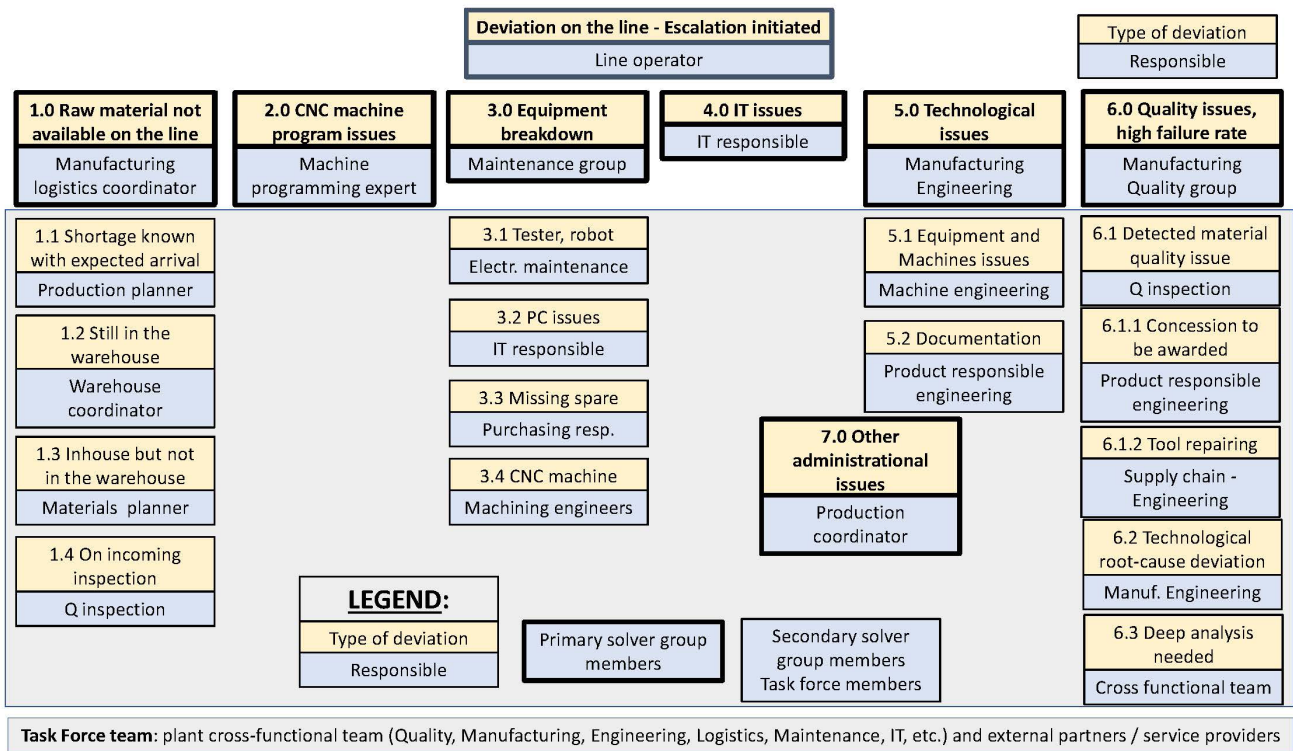 Deviation on the line - Escalation initiated
Line operator
Type of deviation
Responsible
1.0 Raw material not
available on the line
Manufacturing
logistics coordinator
2.0 CNC machine
program issues
Machine
programming expert
3.0 Equipment
breakdown
Maintenance group
4.0 IT issues
IT responsible
5.0 Technological
issues
Manufacturing
Engineering
6.0 Quality issues,
high failure rate
Manufacturing
Quality group
1.1 Shortage known
with expected arrival
Production planner
1.2 Still in the
warehouse
Warehouse
coordinator
1.3 Inhouse but not
in the warehouse
Materials planner
1.4 On incoming
inspection
Q inspection
3.1 Tester, robot
Electr. maintenance
3.2 PC issues
IT responsible
3.3 Missing spare
Purchasing resp.
3.4 CNC machine
Machining engineers
5.1 Equipment and
Machines issues
Machine engineering
5.2 Documentation
Product responsible
engineering
7.0 Other
administrational
issues
Production
coordinator
6.1 Detected material
quality issue
Q inspection
6.1.1 Concession to
be awarded
Product responsible
engineering
6.1.2 Tool repairing
Supply chain -
Engineering
6.2 Technological
root-cause deviation
Manuf. Engineering
6.3 Deep analysis
needed
Cross functional team
LEGEND:
Type of deviation
Responsible
Primary solver group
members
Secondary solver
group members
Task force members
Task Force team: plant cross-functional team (Quality, Manufacturing, Engineering, Logistics, Maintenance, IT, etc.) and external partners / service providers